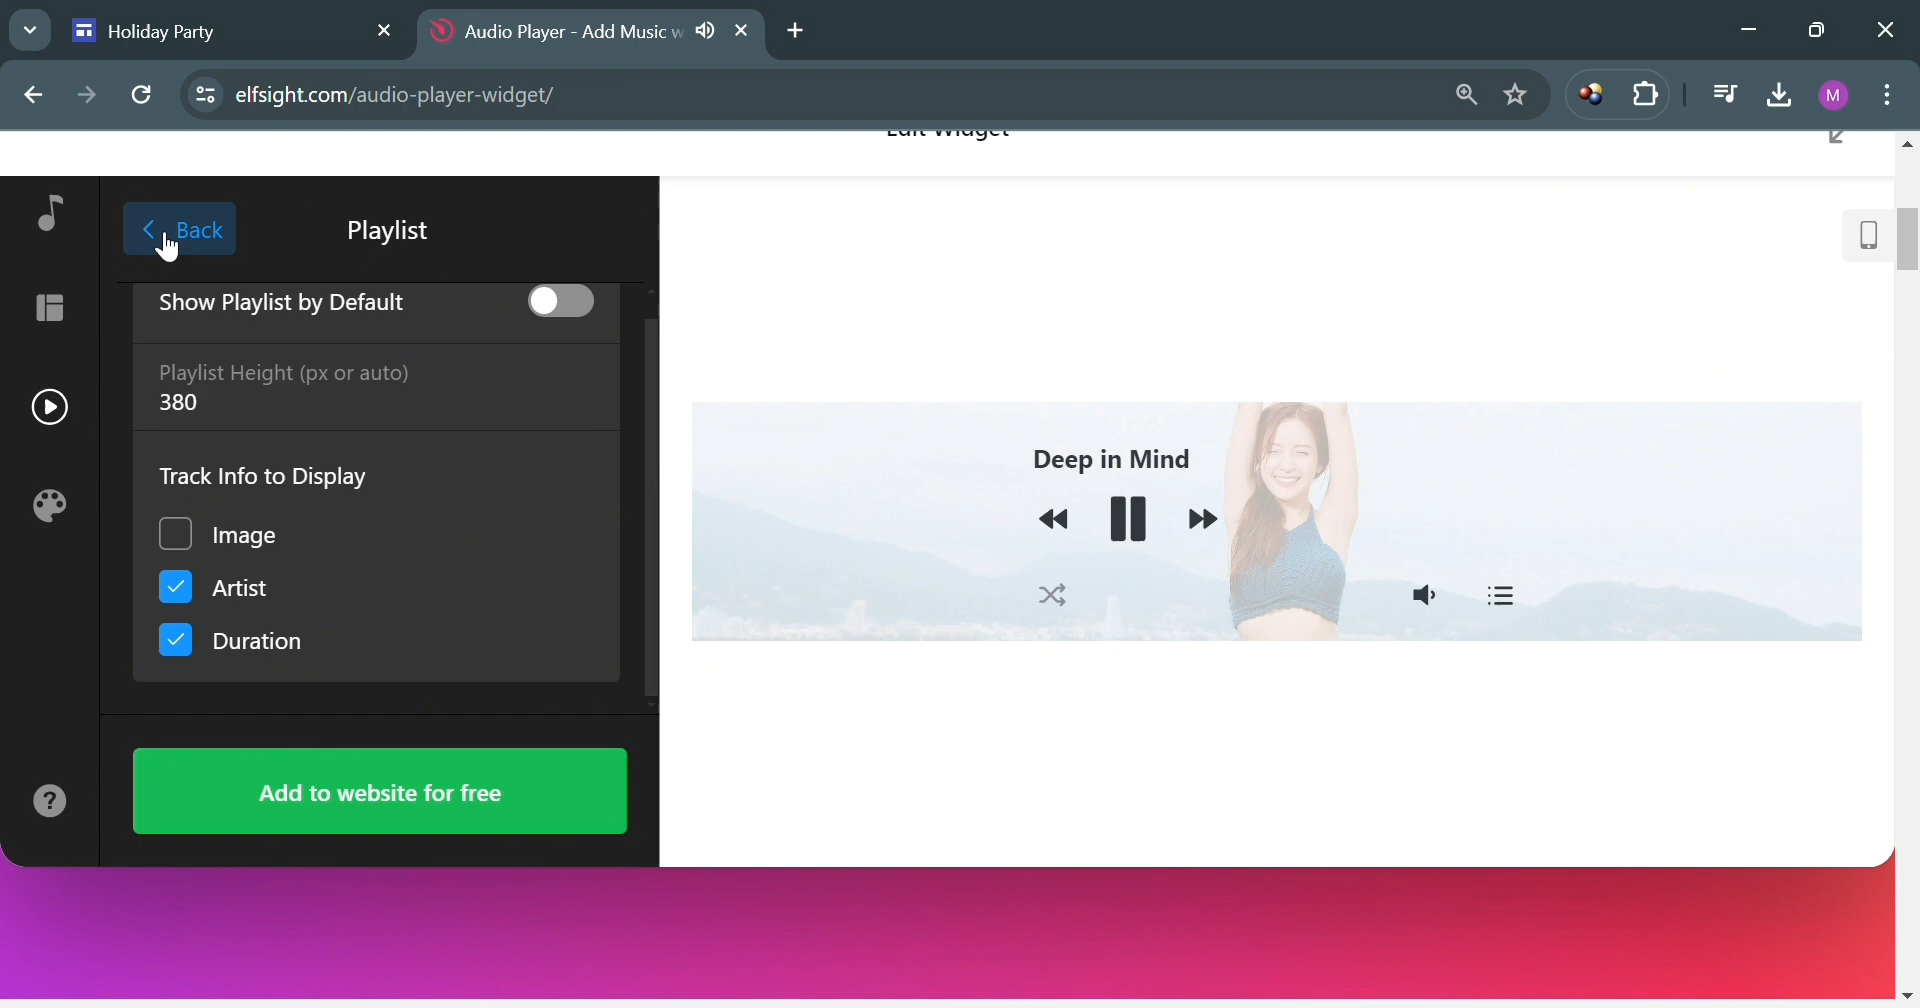 Holiday Party
Audio Player - Add Music w
elfsight.com/audio-player-widget/
M
Edit Widget
Back
Playlist
Show Playlist by Default
Playlist Height (px or auto)
380
Track Info to Display
Image
Artist
Duration
Add to website for free
?
Deep in Mind